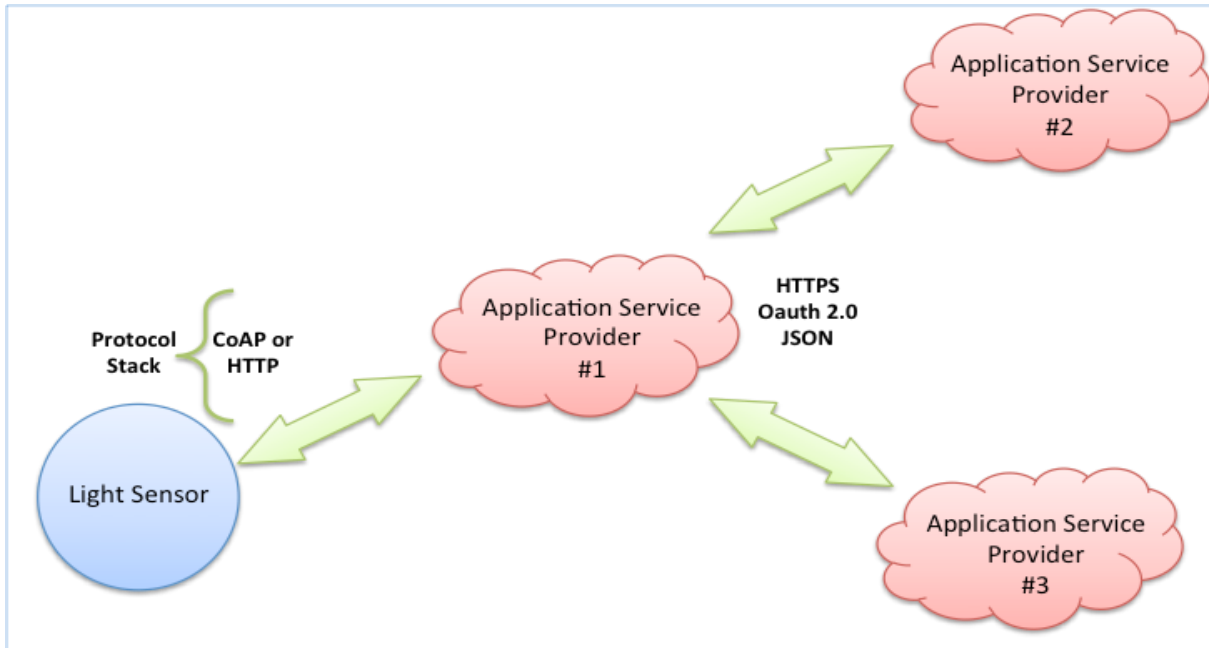 Application Service
Provider
#2
Application Service
Provider
#1
HTTPS
Oauth 2.0
JSON
Protocol
Stack
CoAP or
HTTP
Light Sensor
Application Service
Provider
#3